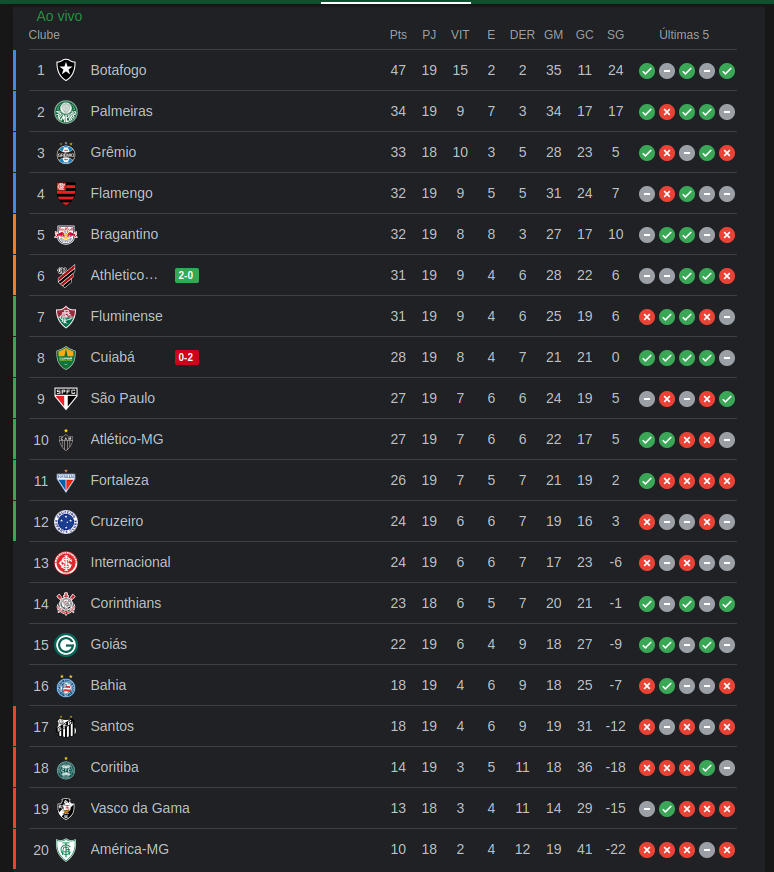 Ao vivo
Clube Pts PJ VIT E DER GM GC SG Últimas 5
1 Botafogo 47 19 15 2 2 35 11 24
2 Palmeiras 34 19 9 7 3 34 17 17
3 Grêmio 33 18 10 3 5 28 23 5
4 Flamengo 32 19 9 5 5 31 24 7
5 Bragantino 32 19 8 8 3 27 17 10
6 Athletico... 2-0 31 19 9 4 6 28 22 6
7 Fluminense 31 19 9 4 6 25 19 6
8 Cuiabá 0-2 28 19 8 4 7 21 21 0
9 São Paulo 27 19 7 6 6 24 19 5
10 Atlético-MG 27 19 7 6 6 22 17 5
11 Fortaleza 26 19 7 5 7 21 19 2
12 Cruzeiro 24 19 6 6 7 19 16 3
13 Internacional 24 19 6 6 7 17 23 -6
14 Corinthians 23 18 6 5 7 20 21 -1
15 Goiás 22 19 6 4 9 18 27 -9
16 Bahia 18 19 4 6 9 18 25 -7
17 Santos 18 19 4 6 9 19 31 -12
18 Coritiba 14 19 3 5 11 18 36 -18
19 Vasco da Gama 13 18 3 4 11 14 29 -15
20 América-MG 10 18 2 4 12 19 41 -22